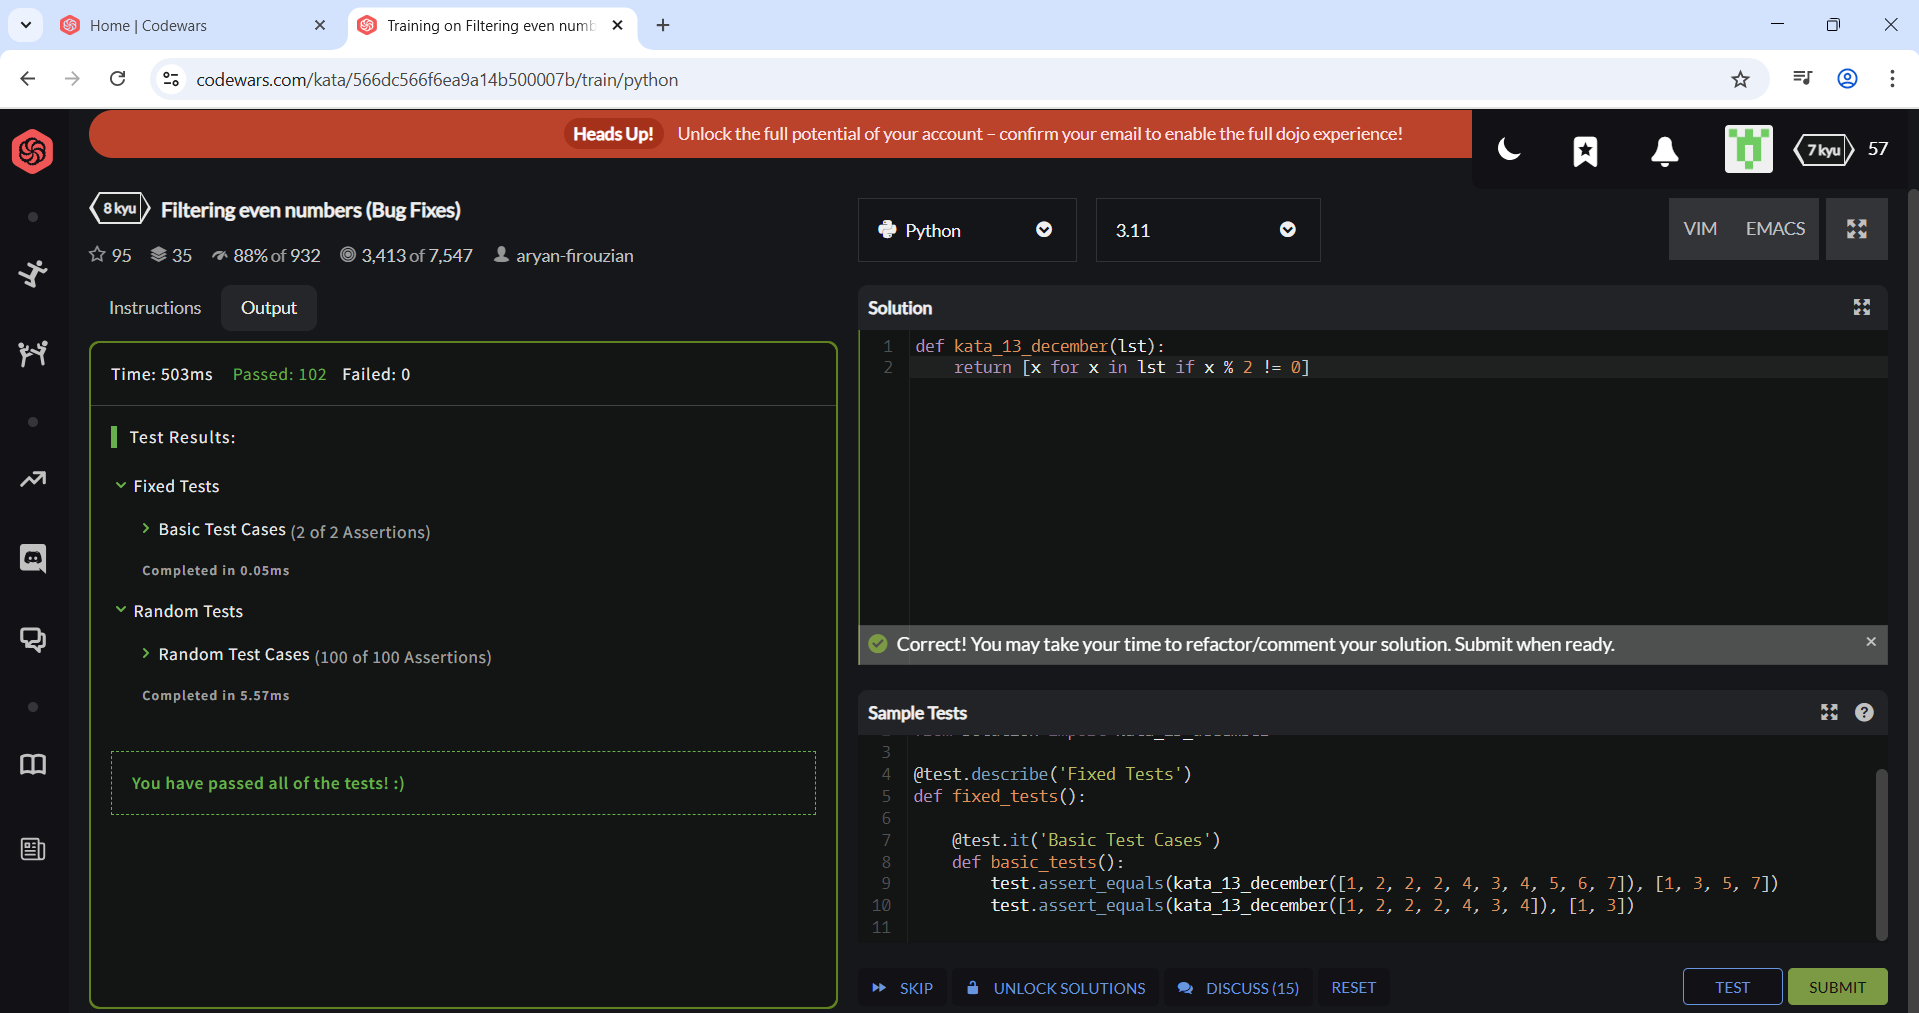 Home | Codewars
Training on Filtering even numb
codewars.com/kata/566dc566f6ea9a14b500007b/train/python
Heads Up! Unlock the full potential of your account – confirm your email to enable the full dojo experience!
7 kyu 57
8 kyu Filtering even numbers (Bug Fixes)
95 35 88% of 932 3,413 of 7,547 aryan-firouzian
Python
3.11
VIM EMACS
Instructions Output
Time: 503ms Passed: 102 Failed: 0
Test Results:
Fixed Tests
Basic Test Cases (2 of 2 Assertions)
Completed in 0.05ms
Random Tests
Random Test Cases (100 of 100 Assertions)
Completed in 5.57ms
You have passed all of the tests! :)
Solution
1 def kata_13_december(lst):
2     return [x for x in lst if x % 2 != 0]
Correct! You may take your time to refactor/comment your solution. Submit when ready.
Sample Tests
3
4 @test.describe('Fixed Tests')
5 def fixed_tests():
6
7     @test.it('Basic Test Cases')
8     def basic_tests():
9         test.assert_equals(kata_13_december([1, 2, 2, 2, 4, 3, 4, 5, 6, 7]), [1, 3, 5, 7])
10         test.assert_equals(kata_13_december([1, 2, 2, 2, 4, 3, 4]), [1, 3])
11
SKIP UNLOCK SOLUTIONS DISCUSS (15) RESET
TEST SUBMIT